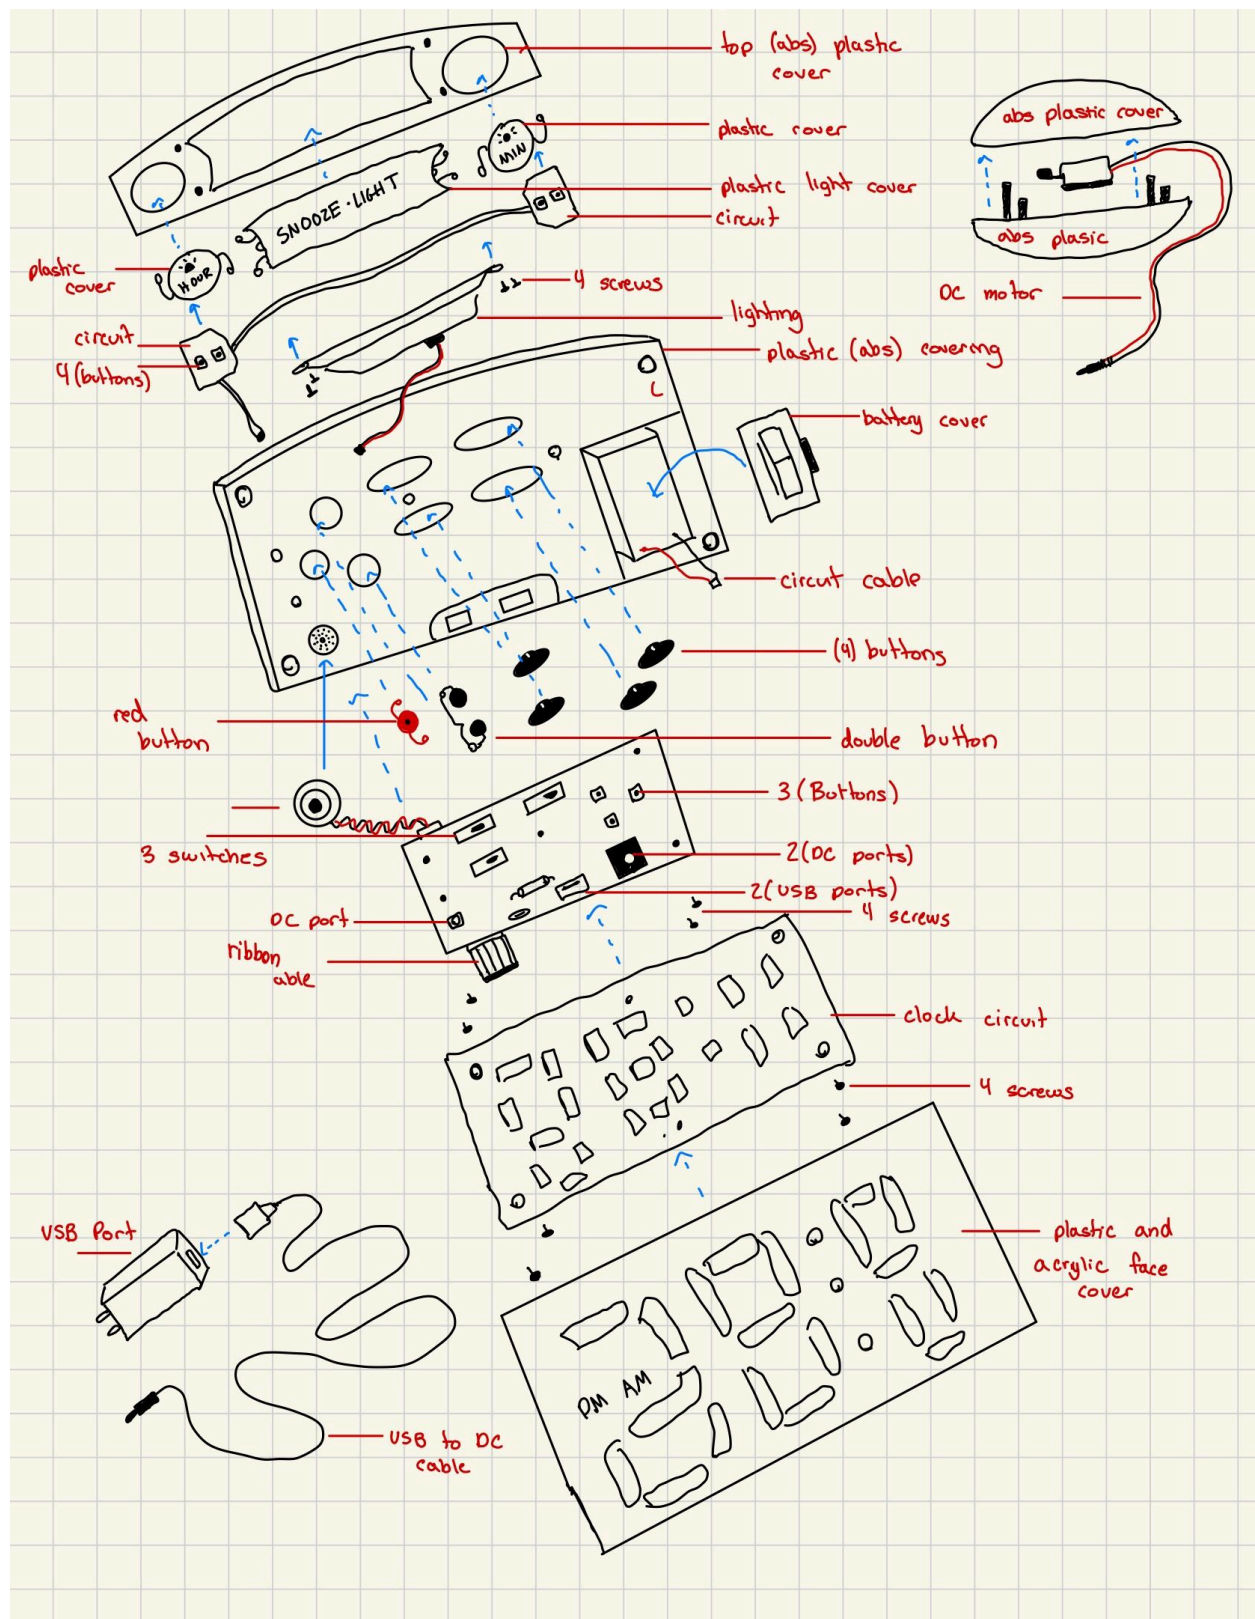 top (abs) plastic
cover
abs plastic cover
plastic cover
MIN
plastic light cover
SNOOZE · LIGHT
circuit
abs plasic
plastic
cover
HOUR
4 screws
DC motor
lighting
circuit
plastic (abs) covering
4 (buttons)
battery cover
circuit cable
(4) buttons
red
button
double button
3 (Buttons)
3 switches
2 (DC ports)
2 (USB ports)
4 screws
DC port
ribbon
able
clock circuit
4 screws
USB Port
plastic and
acrylic face
cover
PM AM
USB to DC
cable